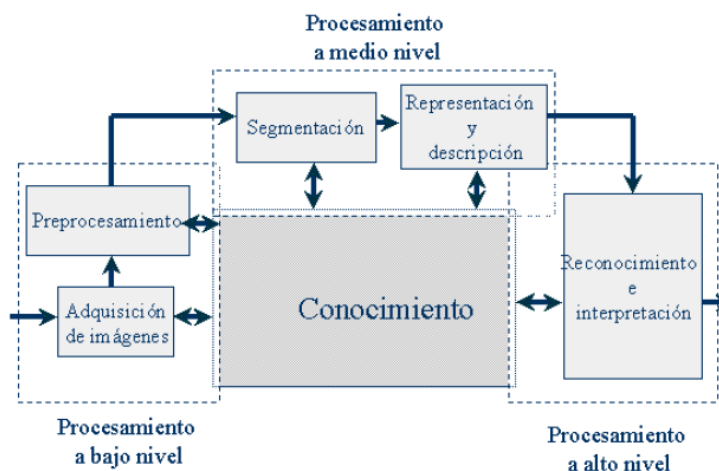 Procesamiento
a medio nivel
Segmentación
Representación
y
descripción
Preprocesamiento
Adquisición
de imágenes
Conocimiento
Reconocimiento
e
interpretación
Procesamiento
a bajo nivel
Procesamiento
a alto nivel